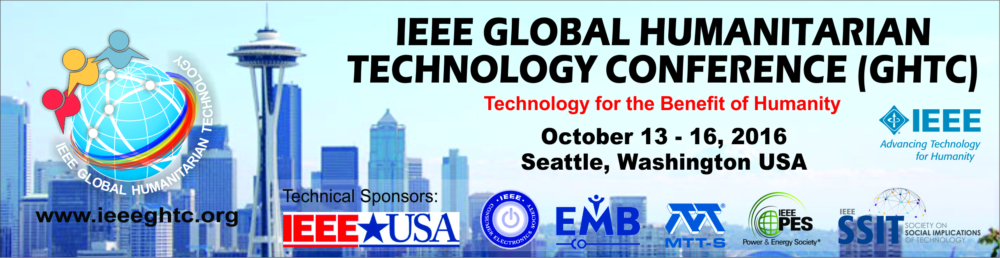 IEEE GLOBAL HUMANITARIAN
TECHNOLOGY CONFERENCE (GHTC)
Technology for the Benefit of Humanity
October 13 - 16, 2016
Seattle, Washington USA
IEEE
Advancing Technology
for Humanity
IEEE GLOBAL HUMANITARIAN TECHNOLOGY
www.ieeeghtc.org
Technical Sponsors:
IEEE★USA
·IEEE·
CONSUMER ELECTRONICS SOCIETY
EMB
MTT-S®
IEEE
PES
Power & Energy Society®
IEEE
SSIT
SOCIETY ON
SOCIAL IMPLICATIONS
OF TECHNOLOGY